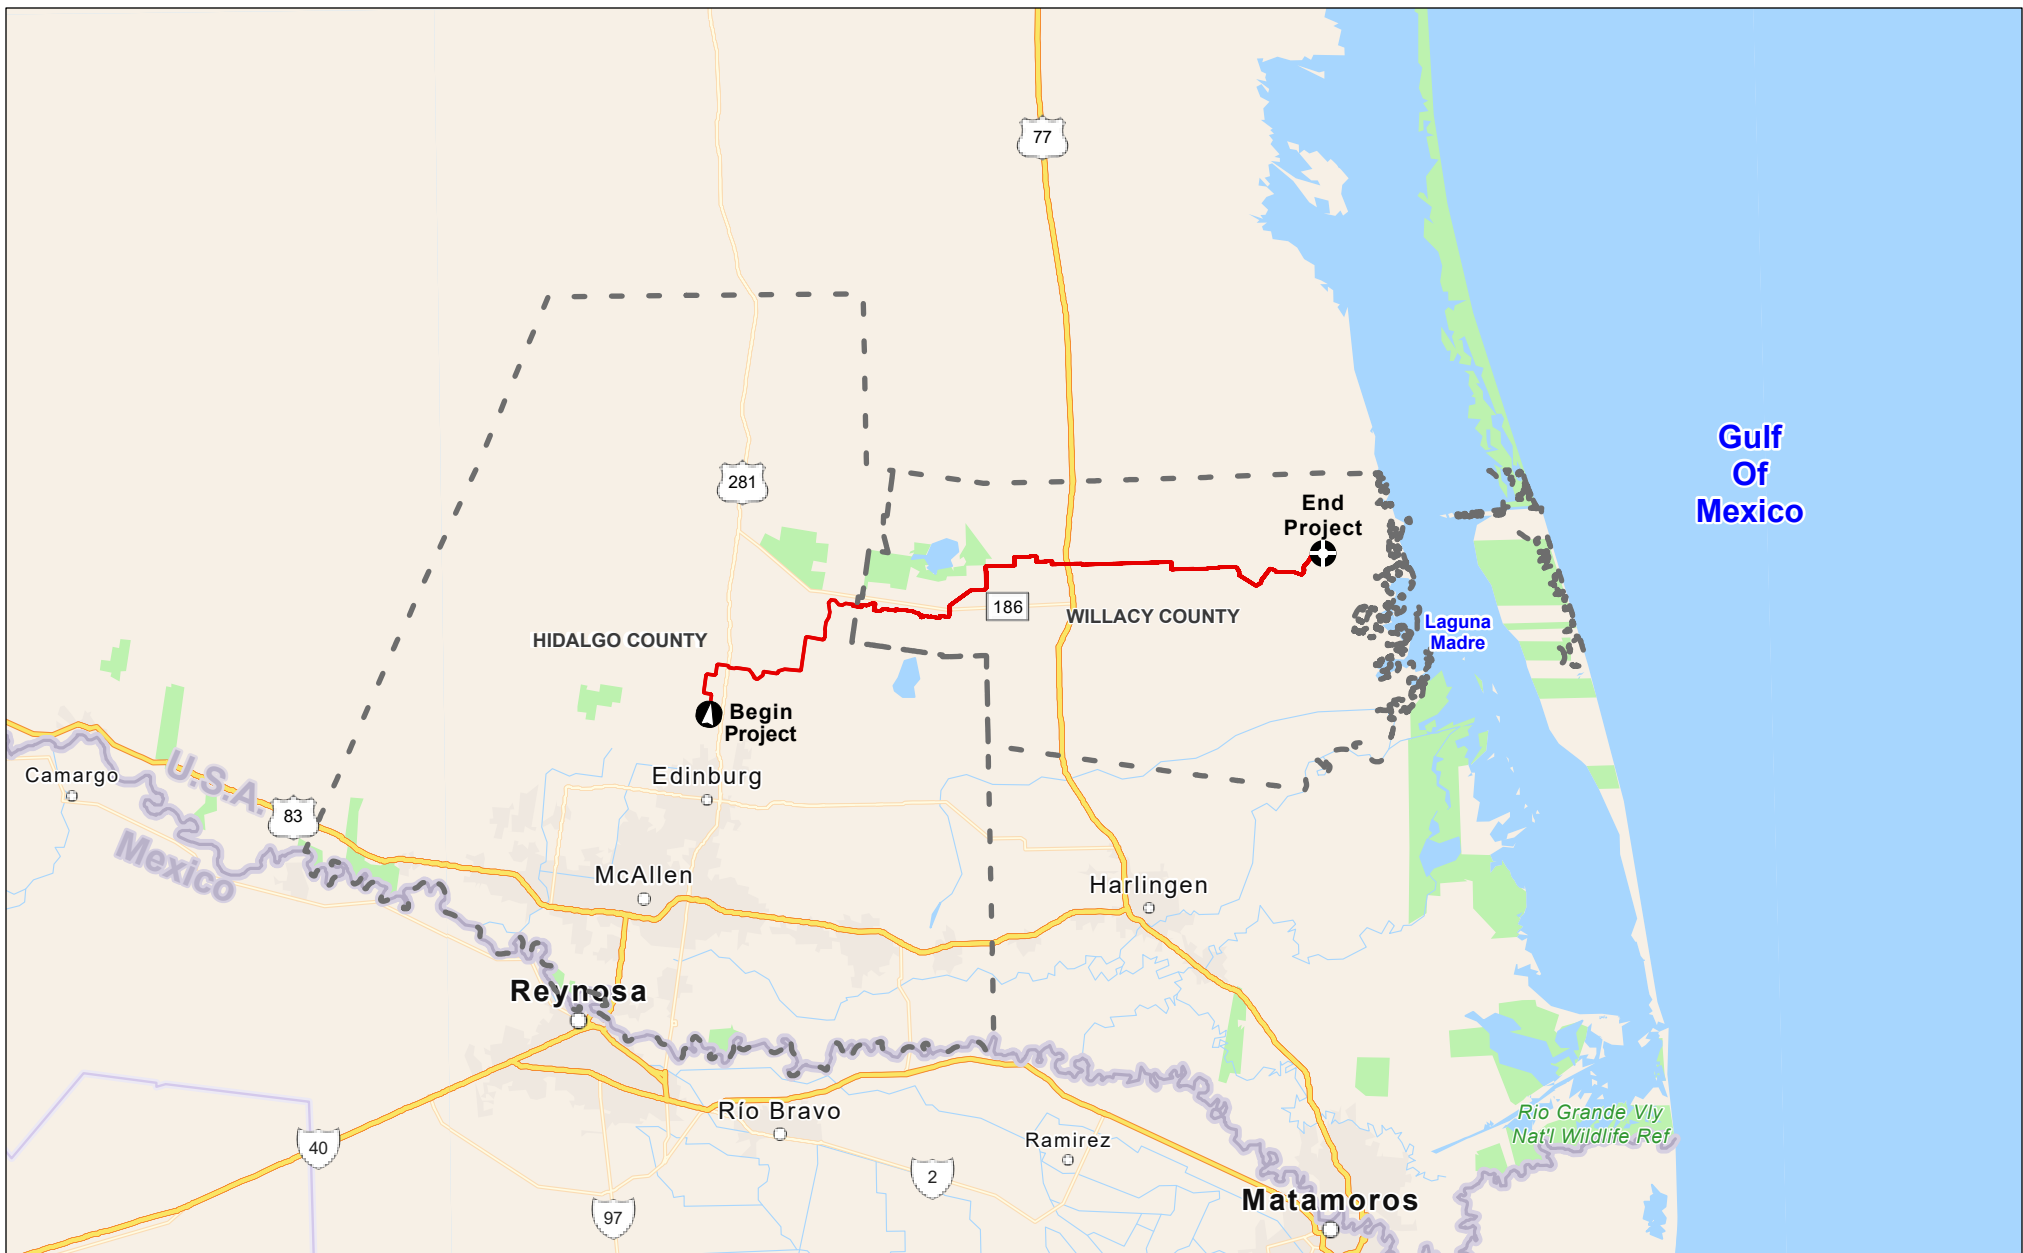 77
Gulf
Of
Mexico
281
End
Project
186
WILLACY COUNTY
Laguna
Madre
HIDALGO COUNTY
Begin
Project
U.S.A.
Camargo
Edinburg
83
Mexico
McAllen
Harlingen
Reynosa
Río Bravo
Rio Grande Vly
Nat'l Wildlife Ref
40
Ramirez
2
97
Matamoros